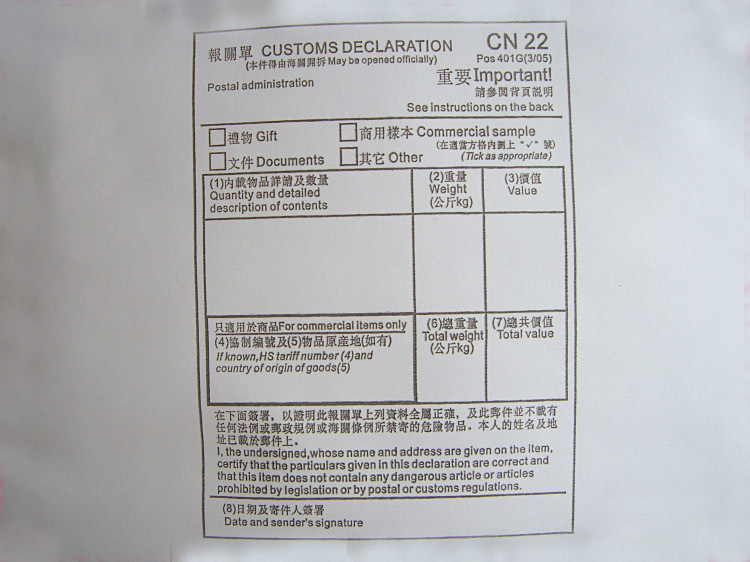 報關單 CUSTOMS DECLARATION
CN 22
(本件得由海關開拆 May be opened officially)
Pos 401G(3/05)
Postal administration
重要Important!
請參閱背頁説明
See instructions on the back
禮物 Gift
商用樣本 Commercial sample
(在適當方格內劃上 "✓" 號)
文件 Documents
其它 Other
(Tick as appropriate)
(1)內載物品詳請及數量
Quantity and detailed
description of contents
(2)重量
Weight
(公斤kg)
(3)價值
Value
只適用於商品For commercial items only
(4)協制編號及(5)物品原産地(如有)
If known,HS tariff number (4)and
country of origin of goods(5)
(6)總重量
Total weight
(公斤kg)
(7)總共價值
Total value
在下面簽署，以證明此報關單上列資料全屬正確，及此郵件並不載有
任何法例或郵政規例或海關條例所禁寄的危險物品。本人的姓名及地
址已載於郵件上。
I, the undersigned,whose name and address are given on the item,
certify that the particulars given in this declaration are correct and
that this item does not contain any dangerous article or articles
prohibited by legislation or by postal or customs regulations.
(8)日期及寄件人簽署
Date and sender's signature